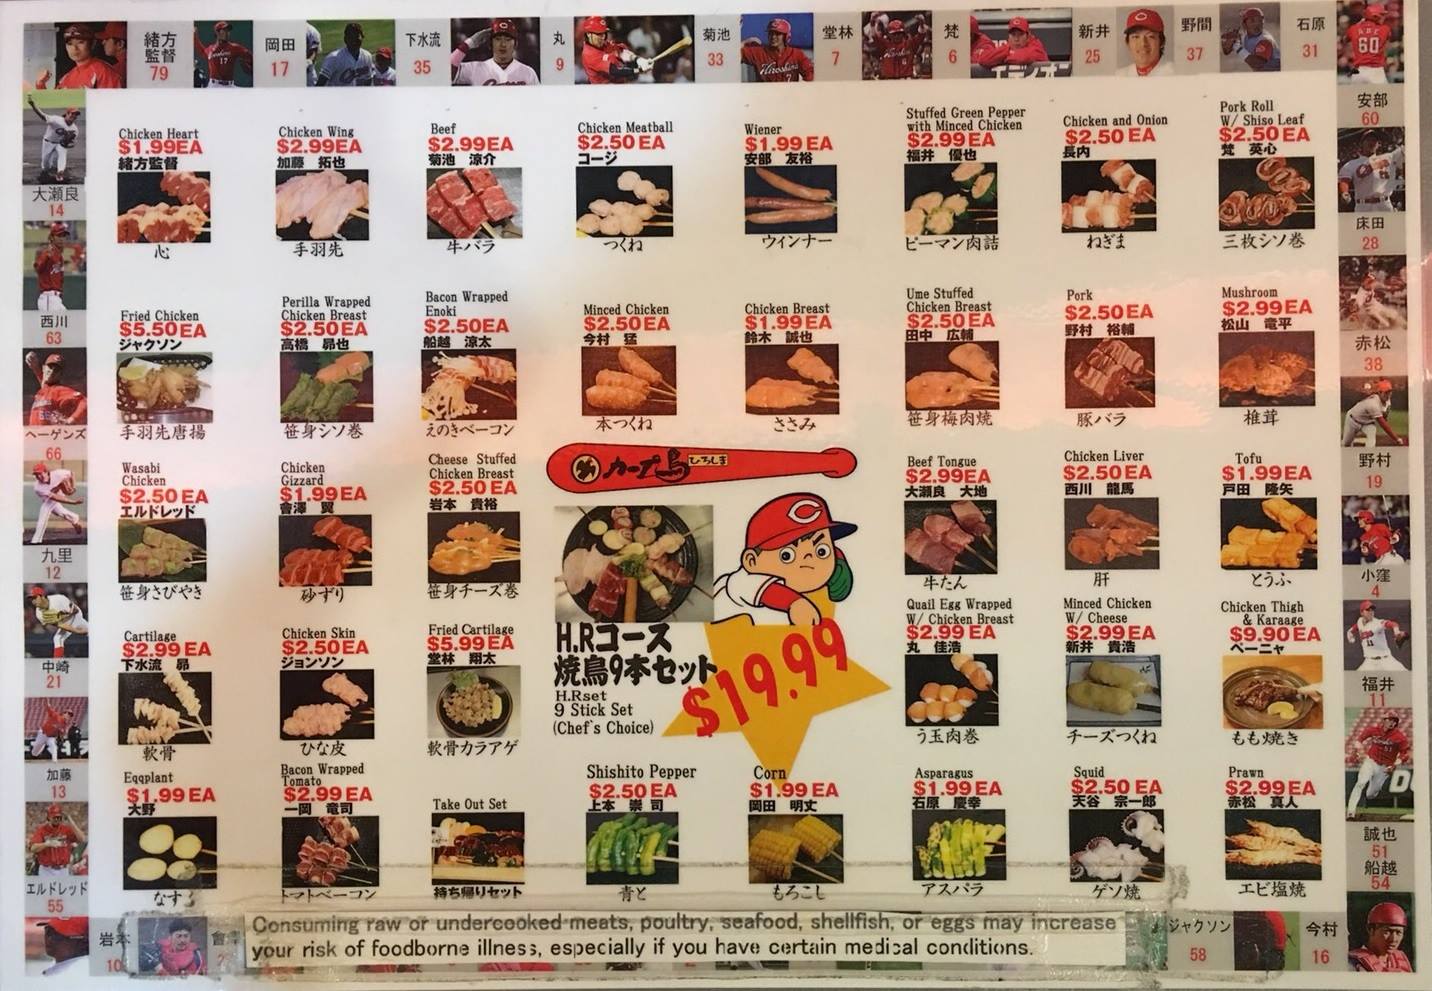 緒方
監督
79
岡田
17
下水流
35
丸
9
菊池
33
堂林
7
梵
6
新井
25
野間
37
石原
31
大瀬良
14
西川
63
ヘーゲンズ
66
九里
12
中崎
21
加藤
13
エルドレッド
55
安部
60
床田
28
赤松
38
野村
19
小窪
4
福井
11
誠也
51
船越
54
Chicken Heart
$1.99EA
緒方監督
心
Chicken Wing
$2.99EA
加藤 拓也
手羽先
Beef
$2.99EA
菊池 涼介
牛バラ
Chicken Meatball
$2.50EA
コージ
つくね
Wiener
$1.99EA
安部 友裕
ウィンナー
Stuffed Green Pepper
with Minced Chicken
$2.99EA
福井 優也
ピーマン肉詰
Chicken and Onion
$2.50EA
長内
ねぎま
Pork Roll
W/ Shiso Leaf
$2.50EA
梵 英心
三枚シソ巻
Fried Chicken
$5.50EA
ジャクソン
手羽先唐揚
Perilla Wrapped
Chicken Breast
$2.50EA
高橋 昂也
笹身シソ巻
Bacon Wrapped
Enoki
$2.50EA
船越 涼太
えのきベーコン
Minced Chicken
$2.50EA
今村 猛
本つくね
Chicken Breast
$1.99EA
鈴木 誠也
ささみ
Ume Stuffed
Chicken Breast
$2.50EA
田中 広輔
笹身梅肉焼
Pork
$2.50EA
野村 裕輔
豚バラ
Mushroom
$2.99EA
松山 竜平
椎茸
Wasabi
Chicken
$2.50EA
エルドレッド
笹身さびやき
Chicken
Gizzard
$1.99EA
會澤 翼
砂ずり
Cheese Stuffed
Chicken Breast
$2.50EA
岩本 貴裕
笹身チーズ巻
カープ鳥 ひろしま
Beef Tongue
$2.99EA
大瀬良 大地
牛たん
Chicken Liver
$2.50EA
西川 龍馬
肝
Tofu
$1.99EA
戸田 隆矢
とうふ
Cartilage
$2.99EA
下水流 昴
軟骨
Chicken Skin
$2.50EA
ジョンソン
ひな皮
Fried Cartilage
$5.99EA
堂林 翔太
軟骨カラアゲ
H.Rコース
焼鳥9本セット
H.Rset
9 Stick Set
(Chef's Choice)
$19.99
Quail Egg Wrapped
W/ Chicken Breast
$2.99EA
丸 佳浩
う玉肉巻
Minced Chicken
W/ Cheese
$2.99EA
新井 貴浩
チーズつくね
Chicken Thigh
& Karaage
$9.90EA
ペーニャ
もも焼き
Eggplant
$1.99EA
大野
なす
Bacon Wrapped
Tomato
$2.99EA
一岡 竜司
トマトベーコン
Take Out Set
持ち帰りセット
Shishito Pepper
$2.50EA
上本 崇司
青と
Corn
$1.99EA
岡田 明丈
もろこし
Asparagus
$1.99EA
石原 慶幸
アスパラ
Squid
$2.50EA
天谷 宗一郎
ゲソ焼
Prawn
$2.99EA
赤松 真人
エビ塩焼
岩本
10
Consuming raw or undercooked meats, poultry, seafood, shellfish, or eggs may increase
your risk of foodborne illness, especially if you have certain medical conditions.
ジャクソン
58
今村
16